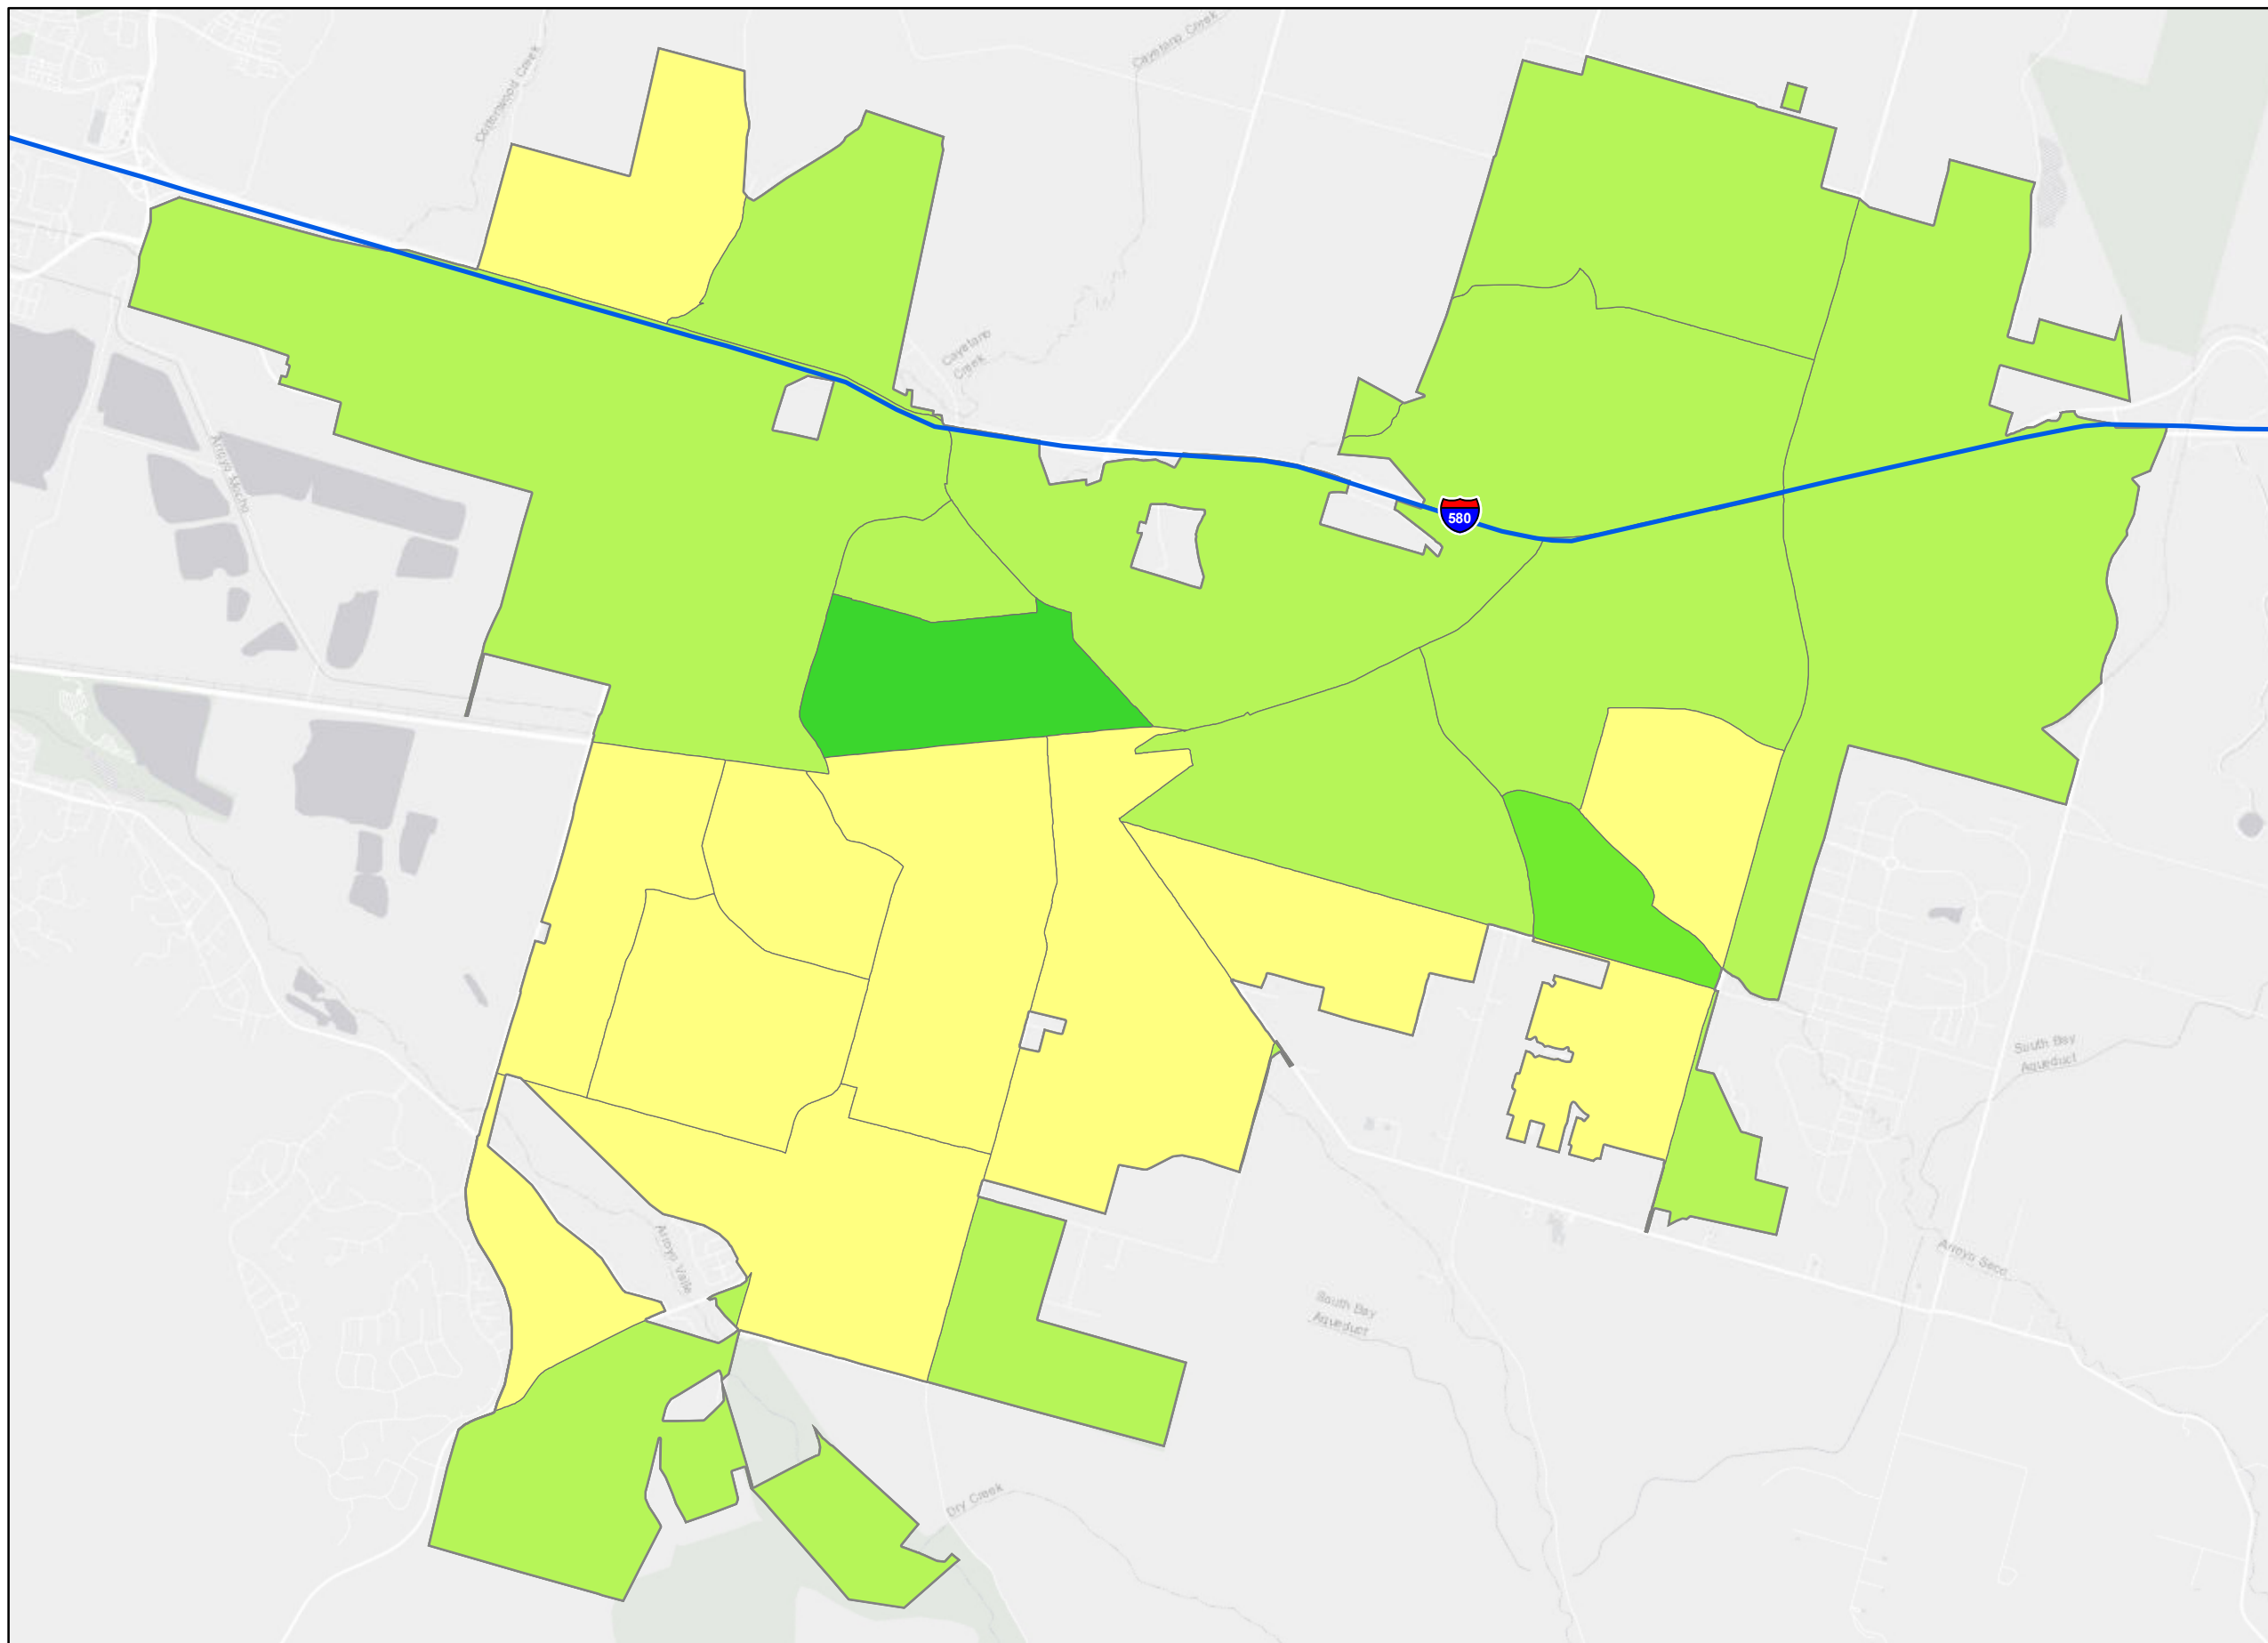 Cottonwood Creek
Cayetano Creek
Cayetano
Creek
Arroyo Mocho
580
South Bay
Aqueduct
Arroyo Valle
South Bay
Aqueduct
Arroyo Seco
Dry Creek